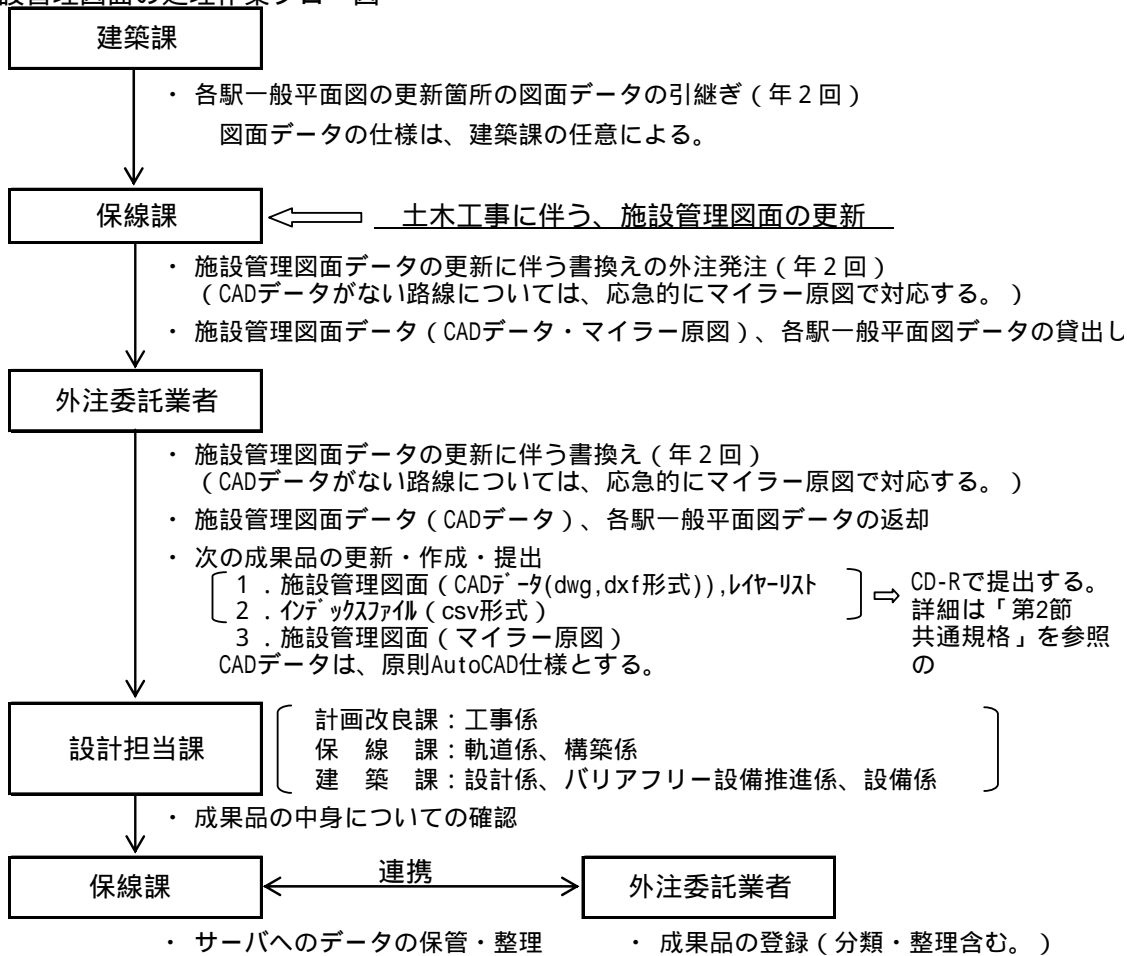 設管理図面の処理作業フロー図
建築課
・ 各駅一般平面図の更新箇所の図面データの引継ぎ（年２回）
図面データの仕様は、建築課の任意による。
保線課
土木工事に伴う、施設管理図面の更新
・ 施設管理図面データの更新に伴う書換えの外注発注（年２回）
（CADデータがない路線については、応急的にマイラー原図で対応する。）
・ 施設管理図面データ（CADデータ・マイラー原図）、各駅一般平面図データの貸出し
外注委託業者
・ 施設管理図面データの更新に伴う書換え（年２回）
（CADデータがない路線については、応急的にマイラー原図で対応する。）
・ 施設管理図面データ（CADデータ）、各駅一般平面図データの返却
・ 次の成果品の更新・作成・提出
１．施設管理図面（CADﾃﾞｰﾀ(dwg,dxf形式)）,ﾚｲﾔｰﾘｽﾄ
２．ｲﾝﾃﾞｯｸｽﾌｧｲﾙ（csv形式）
３．施設管理図面（マイラー原図）
CADデータは、原則AutoCAD仕様とする。
⇨ CD-Rで提出する。
詳細は「第2節
共通規格」を参照
の
設計担当課
計画改良課：工事係
保　線　課：軌道係、構築係
建　築　課：設計係、バリアフリー設備推進係、設備係
・ 成果品の中身についての確認
保線課
連携
外注委託業者
・ サーバへのデータの保管・整理
・ 成果品の登録（分類・整理含む。）